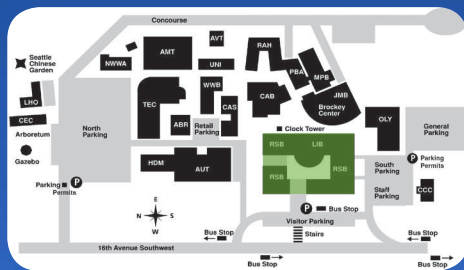 Concourse
Seattle
Chinese
Garden
NWWA
AMT
AVT
UNI
RAH
PBA
MPB
JMB
Brockey
Center
LHO
CEC
Arboretum
Gazebo
North
Parking
TEC
WWB
CAS
CAB
ABR
Retail
Parking
Clock Tower
OLY
General
Parking
HDM
AUT
RSB
LIB
RSB
RSB
South
Parking
Staff
Parking
P
Parking
Permits
CCC
Parking
Permits
P
E
N
S
W
P
Bus Stop
Visitor Parking
Stairs
16th Avenue Southwest
Bus Stop
Bus Stop
Bus Stop
Bus Stop